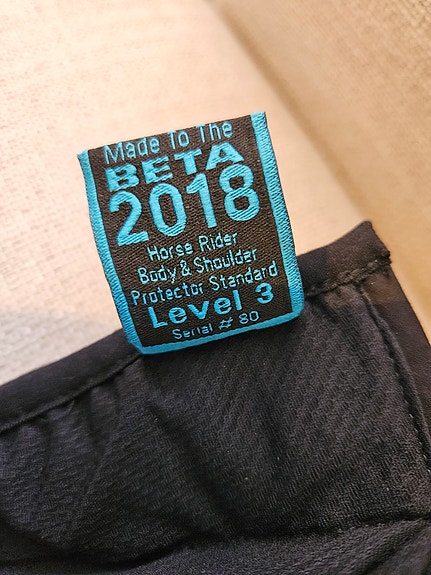 Made To The
BETA
2018
Horse Rider
Body & Shoulder
Protector Standard
Level 3
Serial # 80